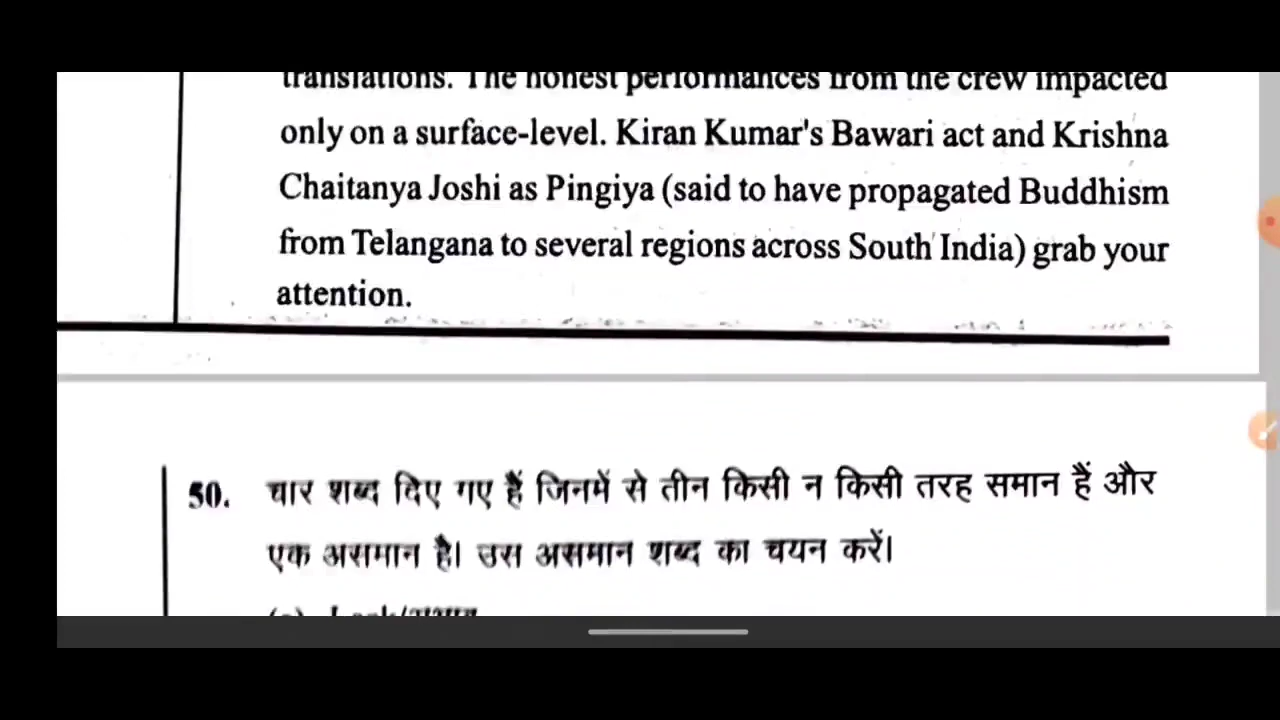 translations. The honest performances from the crew impacted
only on a surface-level. Kiran Kumar's Bawari act and Krishna
Chaitanya Joshi as Pingiya (said to have propagated Buddhism
from Telangana to several regions across South India) grab your
attention.
50. चार शब्द दिए गए हैं जिनमें से तीन किसी न किसी तरह समान हैं और
एक असमान है। उस असमान शब्द का चयन करें।